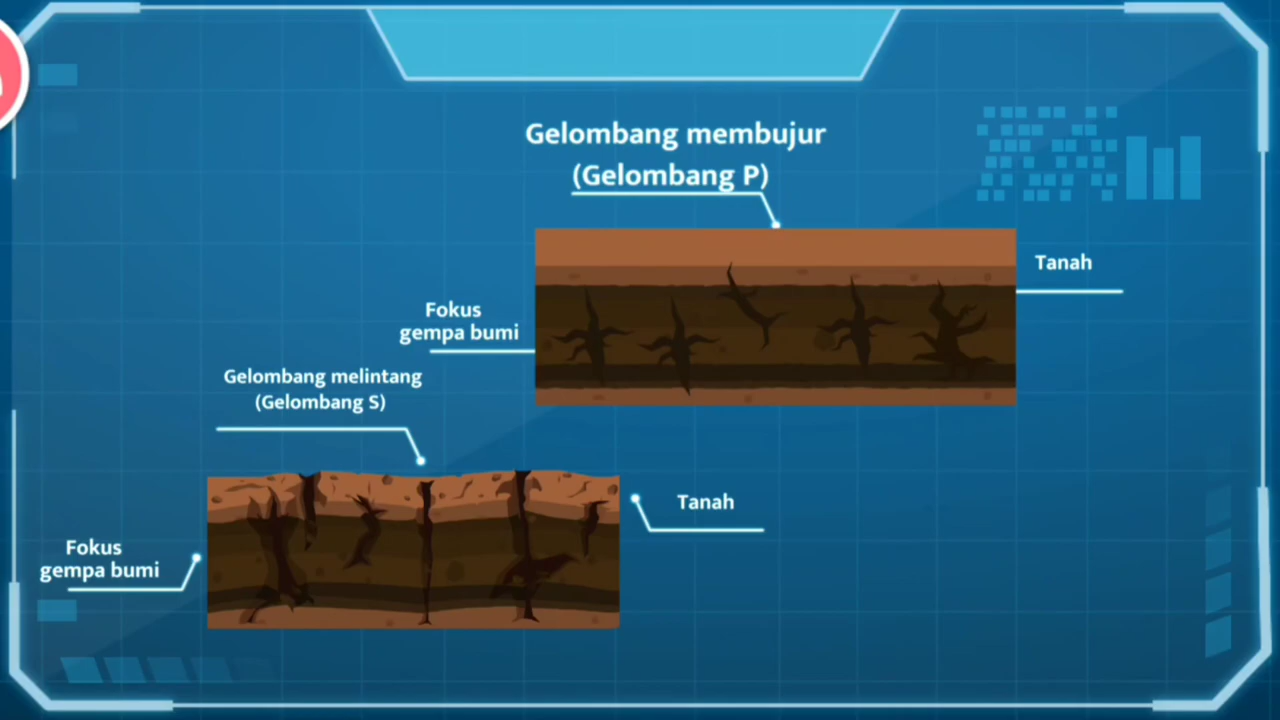 Gelombang membujur
(Gelombang P)
Tanah
Fokus
gempa bumi
Gelombang melintang
(Gelombang S)
Tanah
Fokus
gempa bumi